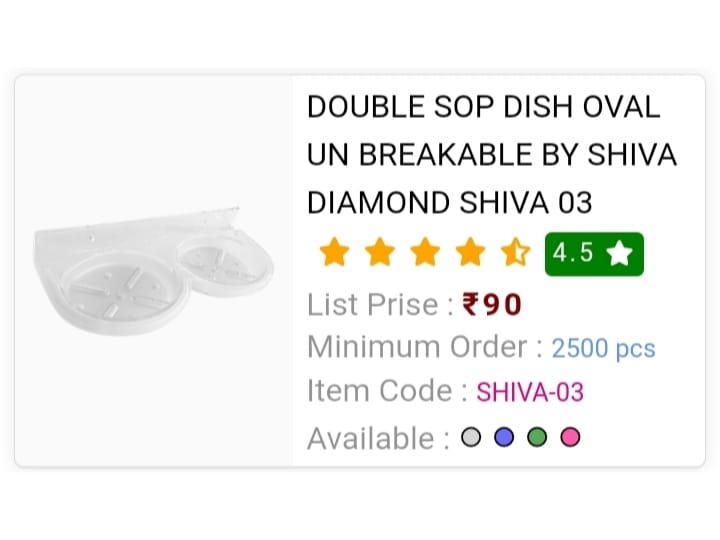 DOUBLE SOP DISH OVAL
UN BREAKABLE BY SHIVA
DIAMOND SHIVA 03
4.5
List Prise : ₹90
Minimum Order : 2500 pcs
Item Code : SHIVA-03
Available :